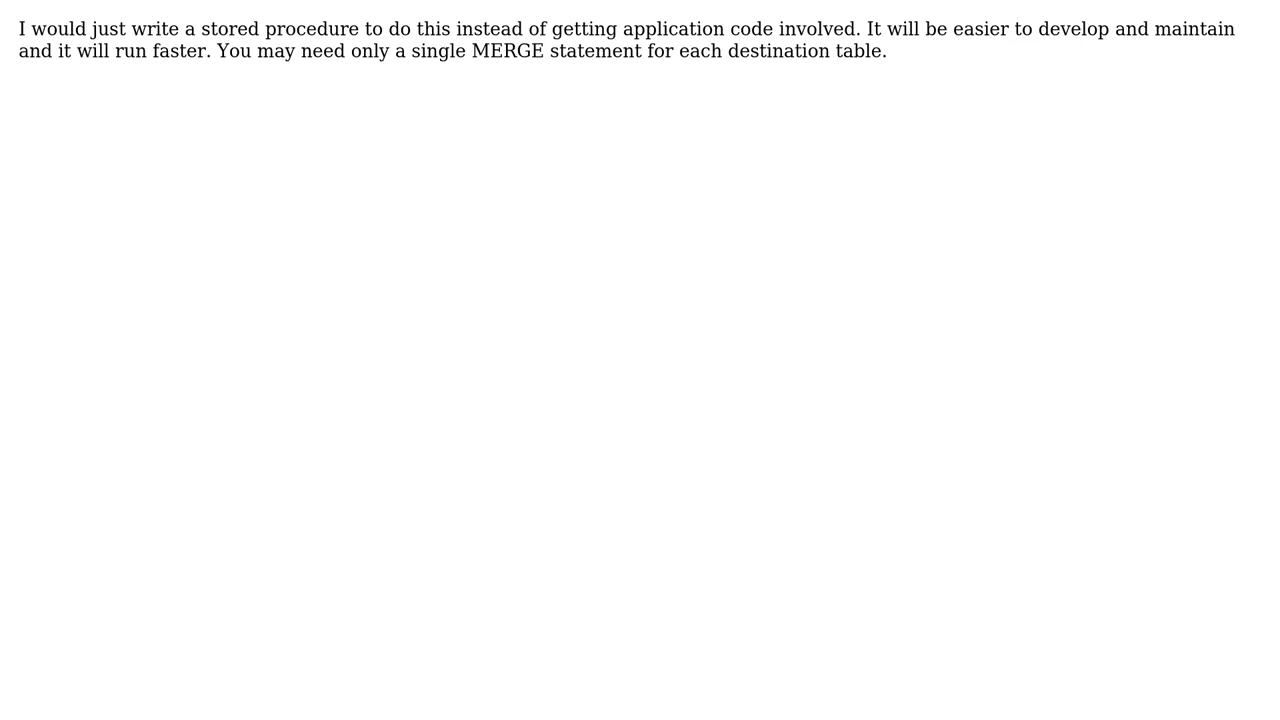 I would just write a stored procedure to do this instead of getting application code involved. It will be easier to develop and maintain
and it will run faster. You may need only a single MERGE statement for each destination table.